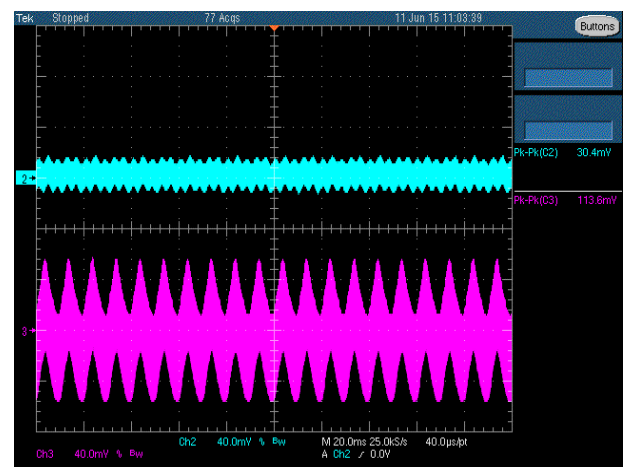 Tek Stopped 77 Acqs 11 Jun 15 11:03:39
Buttons
Pk-Pk(C2) 30.4mV
2
Pk-Pk(C3) 113.6mV
3
Ch2 40.0mV % Bw M 20.0ms 25.0kS/s 40.0µs/pt
Ch3 40.0mV % Bw A Ch2 / 0.0V